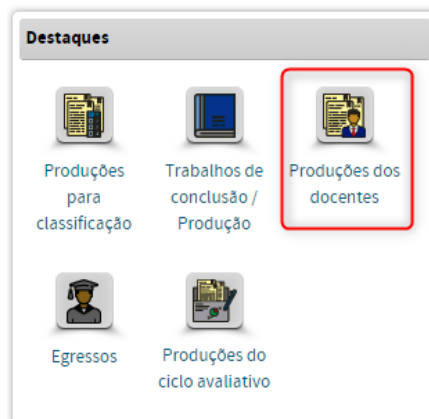 Destaques
Produções
para
classificação
Trabalhos de
conclusão /
Produção
Produções dos
docentes
Egressos
Produções do
ciclo avaliativo